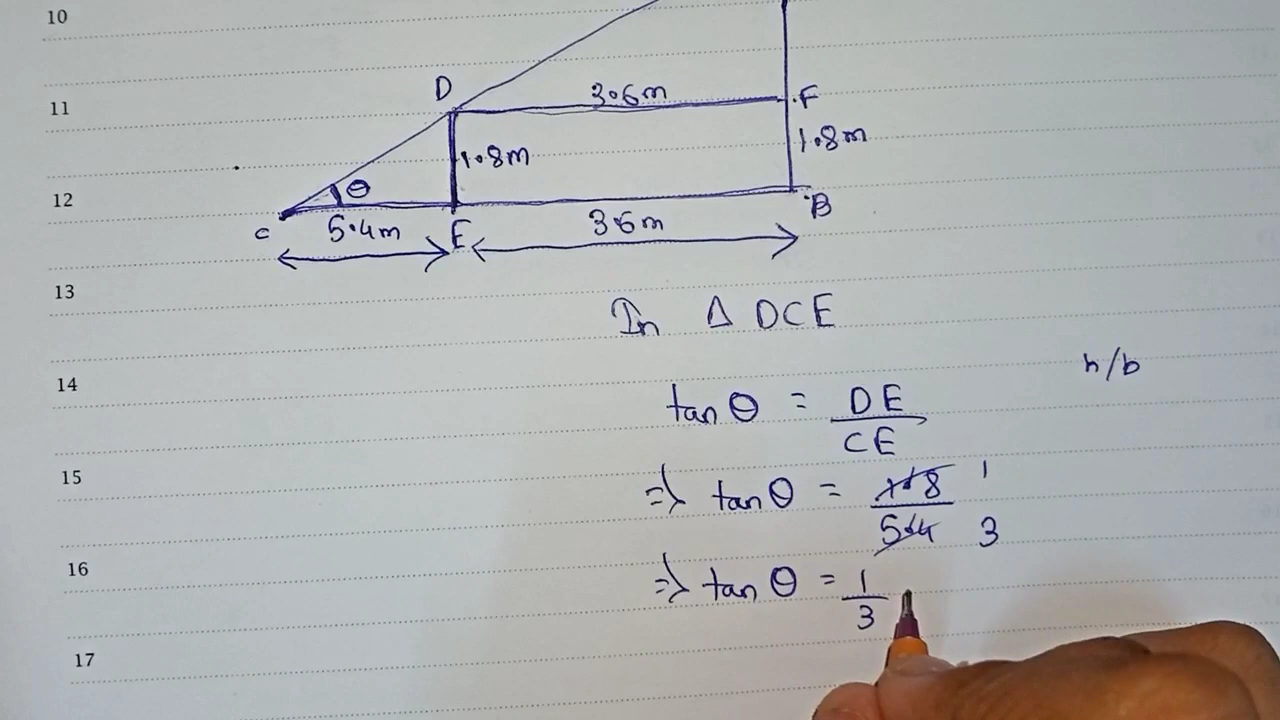 10
D
3.6m
.F
11
1.8m
1.8m
θ
12
c
5.4m
E
3.6m
.B
13
In Δ DCE
14
h/b
tan θ = DE/CE
15
=> tan θ = 1.8/5.4 1/3
16
=> tan θ = 1/3
17